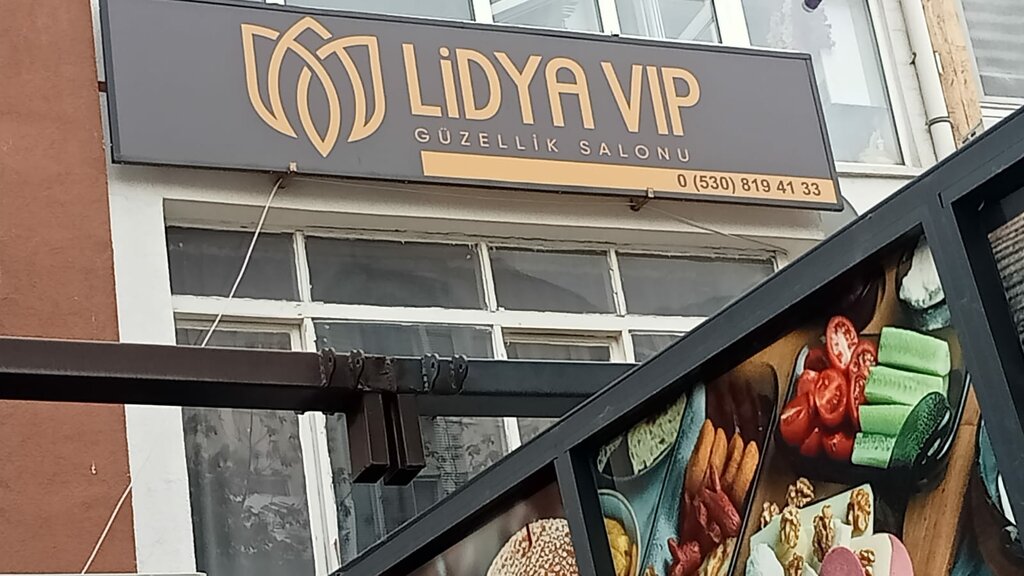 LiDYA VIP
GÜZELLİK SALONU
0 (530) 819 41 33